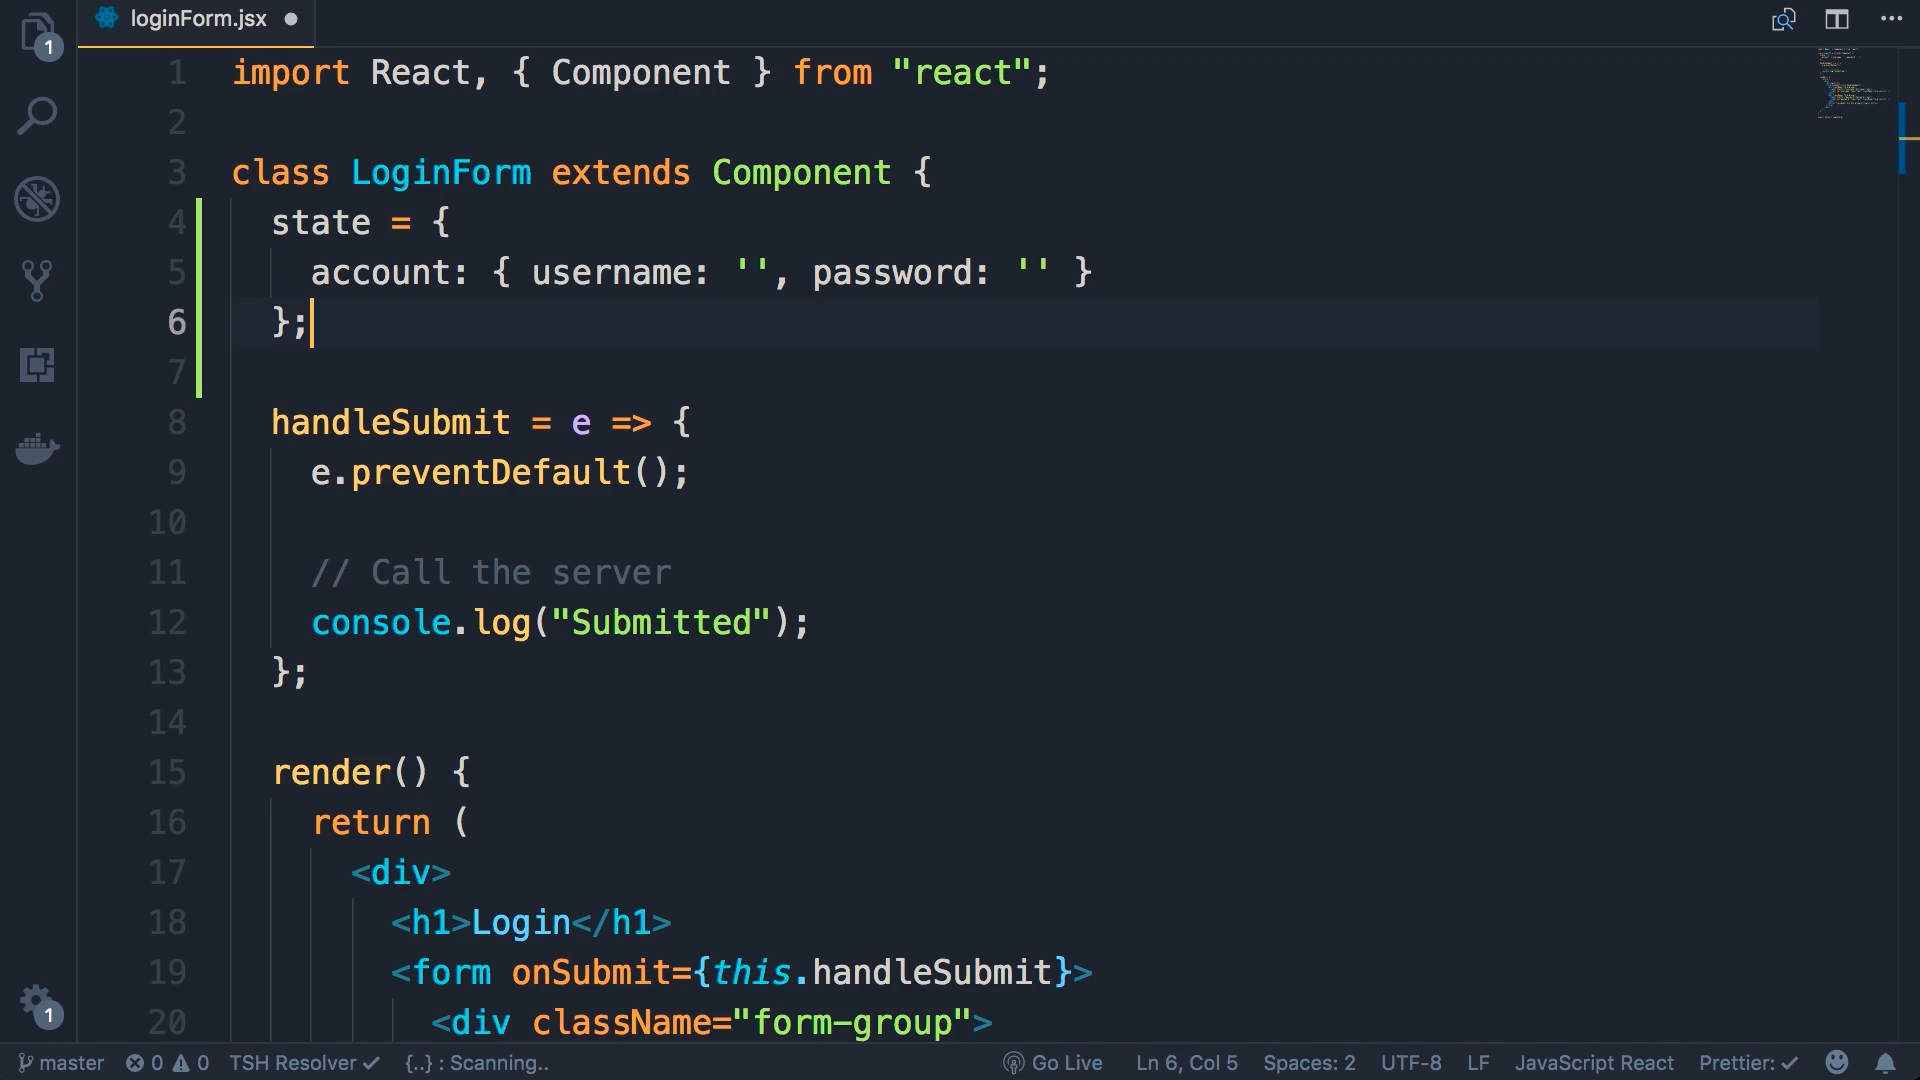 loginForm.jsx
1
1 import React, { Component } from "react";
2
3 class LoginForm extends Component {
4 state = {
5 account: { username: '', password: '' }
6 };
7
8 handleSubmit = e => {
9 e.preventDefault();
10
11 // Call the server
12 console.log("Submitted");
13 };
14
15 render() {
16 return (
17 <div>
18 <h1>Login</h1>
19 <form onSubmit={this.handleSubmit}>
20 <div className="form-group">
1
master 0 0 TSH Resolver {..} : Scanning.. Go Live Ln 6, Col 5 Spaces: 2 UTF-8 LF JavaScript React Prettier: